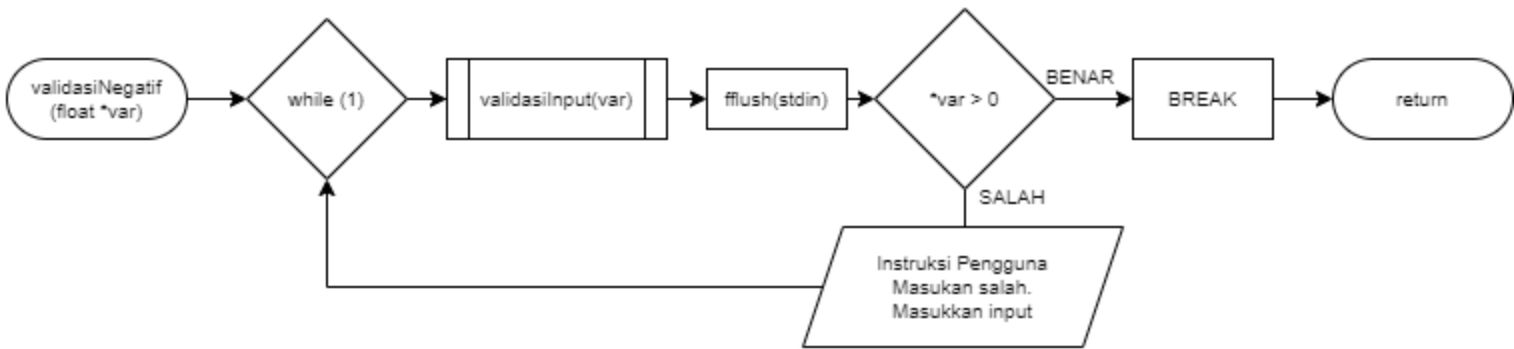 validasiNegatif
(float *var)
while (1)
validasiInput(var)
fflush(stdin)
*var > 0
BENAR
BREAK
return
SALAH
Instruksi Pengguna
Masukan salah.
Masukkan input